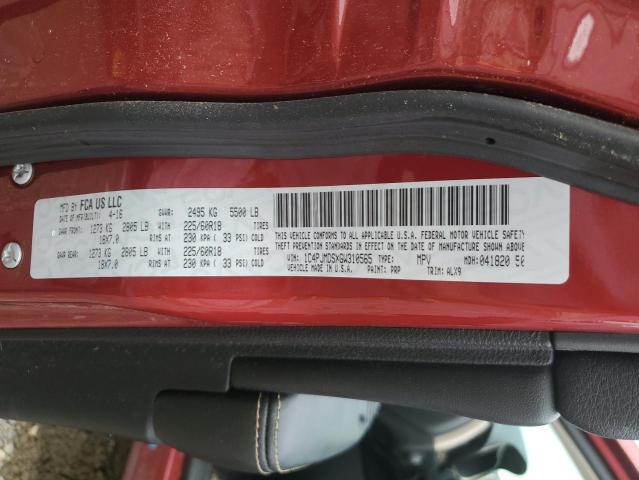 MFD BY FCA US LLC
DATE OF MFR(BUILT): 4-16 GVWR: 2495 KG 5500 LB
GAWR FRONT: 1273 KG 2805 LB WITH 225/60R18 TIRES
18X7.0 RIMS AT 230 KPA ( 33 PSI) COLD
GAWR REAR: 1273 KG 2805 LB WITH 225/60R18 TIRES
18X7.0 RIMS AT 230 KPA ( 33 PSI) COLD
THIS VEHICLE CONFORMS TO ALL APPLICABLE U.S.A. FEDERAL MOTOR VEHICLE SAFETY
THEFT PREVENTION STANDARDS IN EFFECT ON THE DATE OF MANUFACTURE SHOWN ABOVE
VIN: 1C4PJMDSXGW310565 TYPE: MPV MDH: 041820 50
VEHICLE MADE IN U.S.A. PAINT: PRP TRIM: ALX9